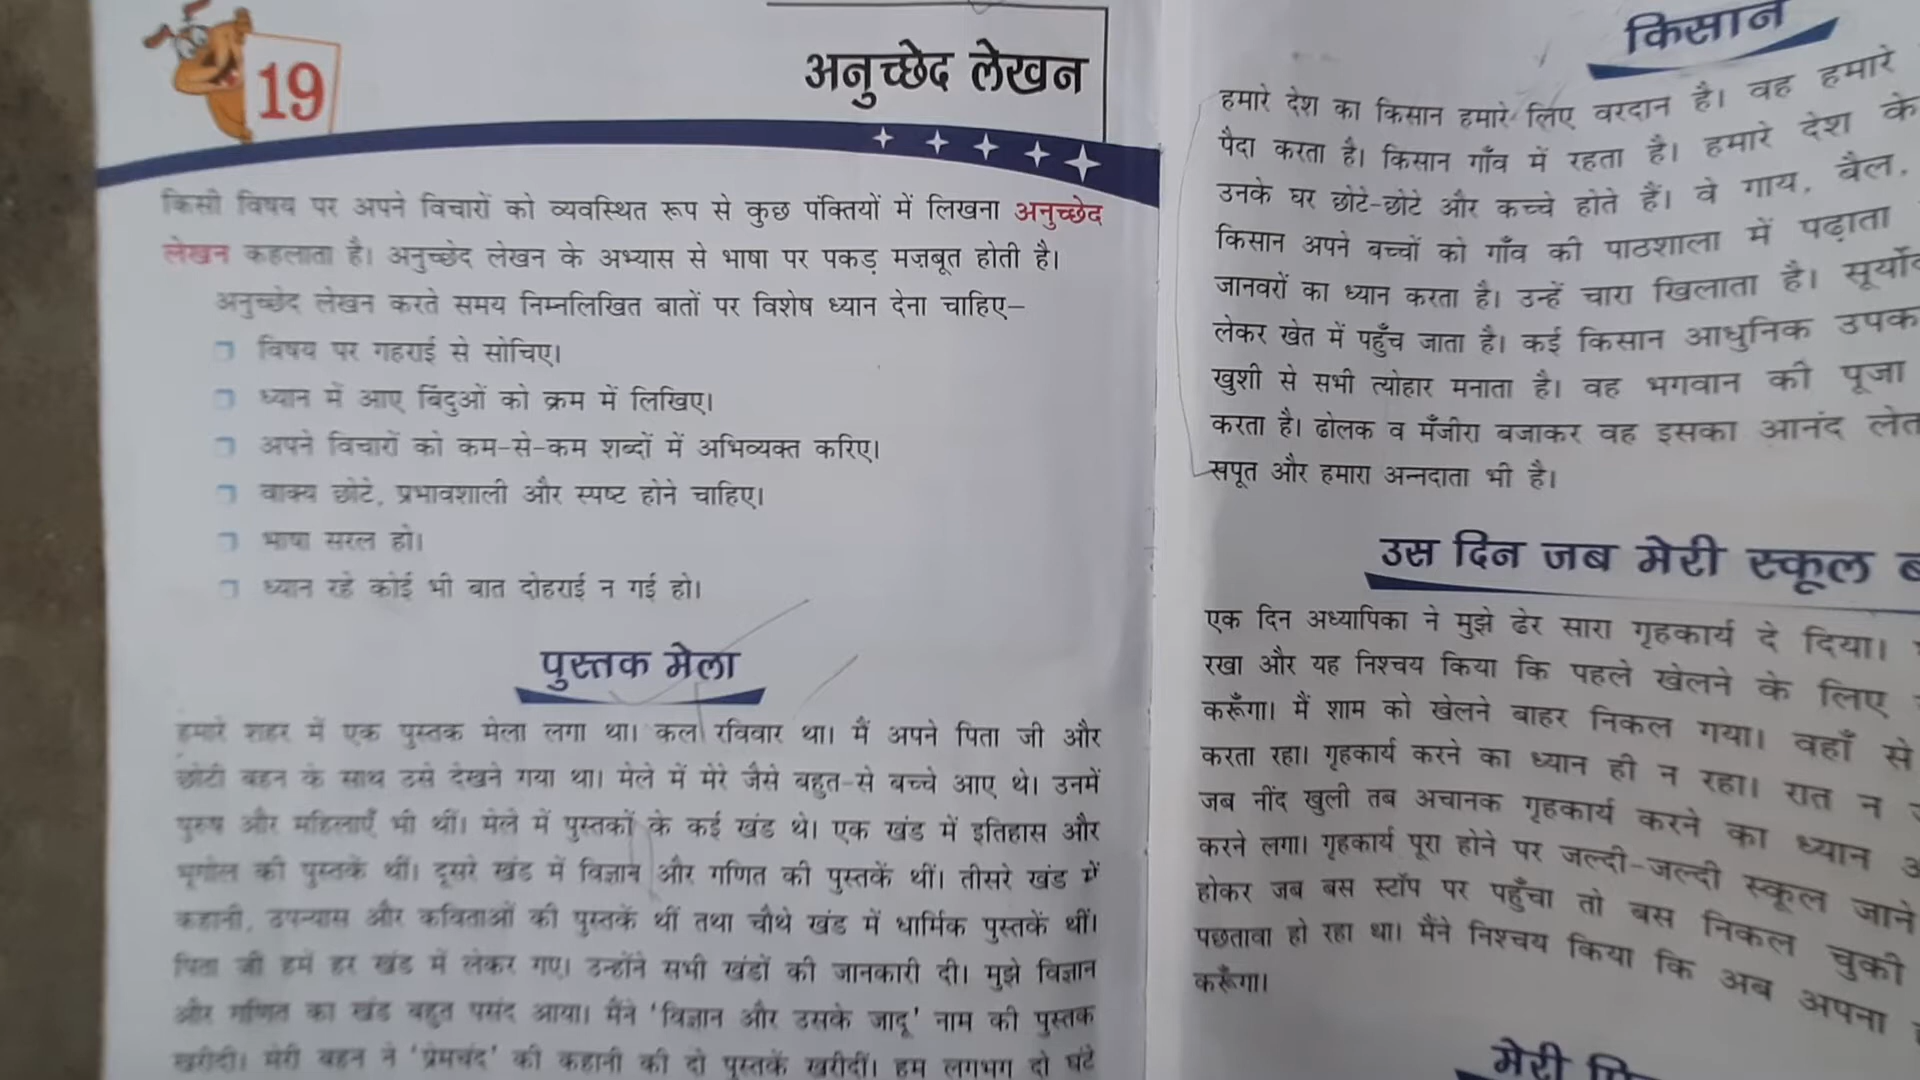 19
अनुच्छेद लेखन
किसी विषय पर अपने विचारों को व्यवस्थित रूप से कुछ पंक्तियों में लिखना अनुच्छेद
लेखन कहलाता है। अनुच्छेद लेखन के अभ्यास से भाषा पर पकड़ मज़बूत होती है।
अनुच्छेद लेखन करते समय निम्नलिखित बातों पर विशेष ध्यान देना चाहिए–
विषय पर गहराई से सोचिए।
ध्यान में आए बिंदुओं को क्रम में लिखिए।
अपने विचारों को कम-से-कम शब्दों में अभिव्यक्त करिए।
वाक्य छोटे, प्रभावशाली और स्पष्ट होने चाहिए।
भाषा सरल हो।
ध्यान रहे कोई भी बात दोहराई न गई हो।
पुस्तक मेला
हमारे शहर में एक पुस्तक मेला लगा था। कल रविवार था। मैं अपने पिता जी और
छोटी बहन के साथ उसे देखने गया था। मेले में मेरे जैसे बहुत-से बच्चे आए थे। उनमें
पुरुष और महिलाएँ भी थीं। मेले में पुस्तकों के कई खंड थे। एक खंड में इतिहास और
भूगोल की पुस्तकें थीं। दूसरे खंड में विज्ञान और गणित की पुस्तकें थीं। तीसरे खंड में
कहानी, उपन्यास और कविताओं की पुस्तकें थीं तथा चौथे खंड में धार्मिक पुस्तकें थीं।
पिता जी हमें हर खंड में लेकर गए। उन्होंने सभी खंडों की जानकारी दी। मुझे विज्ञान
और गणित का खंड बहुत पसंद आया। मैंने 'विज्ञान और उसके जादू' नाम की पुस्तक
खरीदी। मेरी बहन ने 'प्रेमचंद' की कहानी की दो पुस्तकें खरीदीं। हम लगभग दो घंटे
किसान
हमारे देश का किसान हमारे लिए वरदान है। वह हमारे
पैदा करता है। किसान गाँव में रहता है। हमारे देश के
उनके घर छोटे-छोटे और कच्चे होते हैं। वे गाय, बैल,
किसान अपने बच्चों को गाँव की पाठशाला में पढ़ाता
जानवरों का ध्यान करता है। उन्हें चारा खिलाता है।
लेकर खेत में पहुँच जाता है। कई किसान आधुनिक
खुशी से सभी त्योहार मनाता है। वह भगवान की पूजा
करता है। ढोलक व मँजीरा बजाकर वह इसका आनंद
सपूत और हमारा अन्नदाता भी है।
उस दिन जब मेरी स्कूल
एक दिन अध्यापिका ने मुझे ढेर सारा गृहकार्य दे दिया।
रखा और यह निश्चय किया कि पहले खेलने के लिए
करूँगा। मैं शाम को खेलने बाहर निकल गया। वहाँ से
करता रहा। गृहकार्य करने का ध्यान ही न रहा। रात न
जब नींद खुली तब अचानक गृहकार्य करने का ध्यान
करने लगा। गृहकार्य पूरा होने पर जल्दी-जल्दी स्कूल जाने
होकर जब बस स्टॉप पर पहुँचा तो बस निकल चुकी
पछतावा हो रहा था। मैंने निश्चय किया कि अब अपना
करूँगा।
मेरी